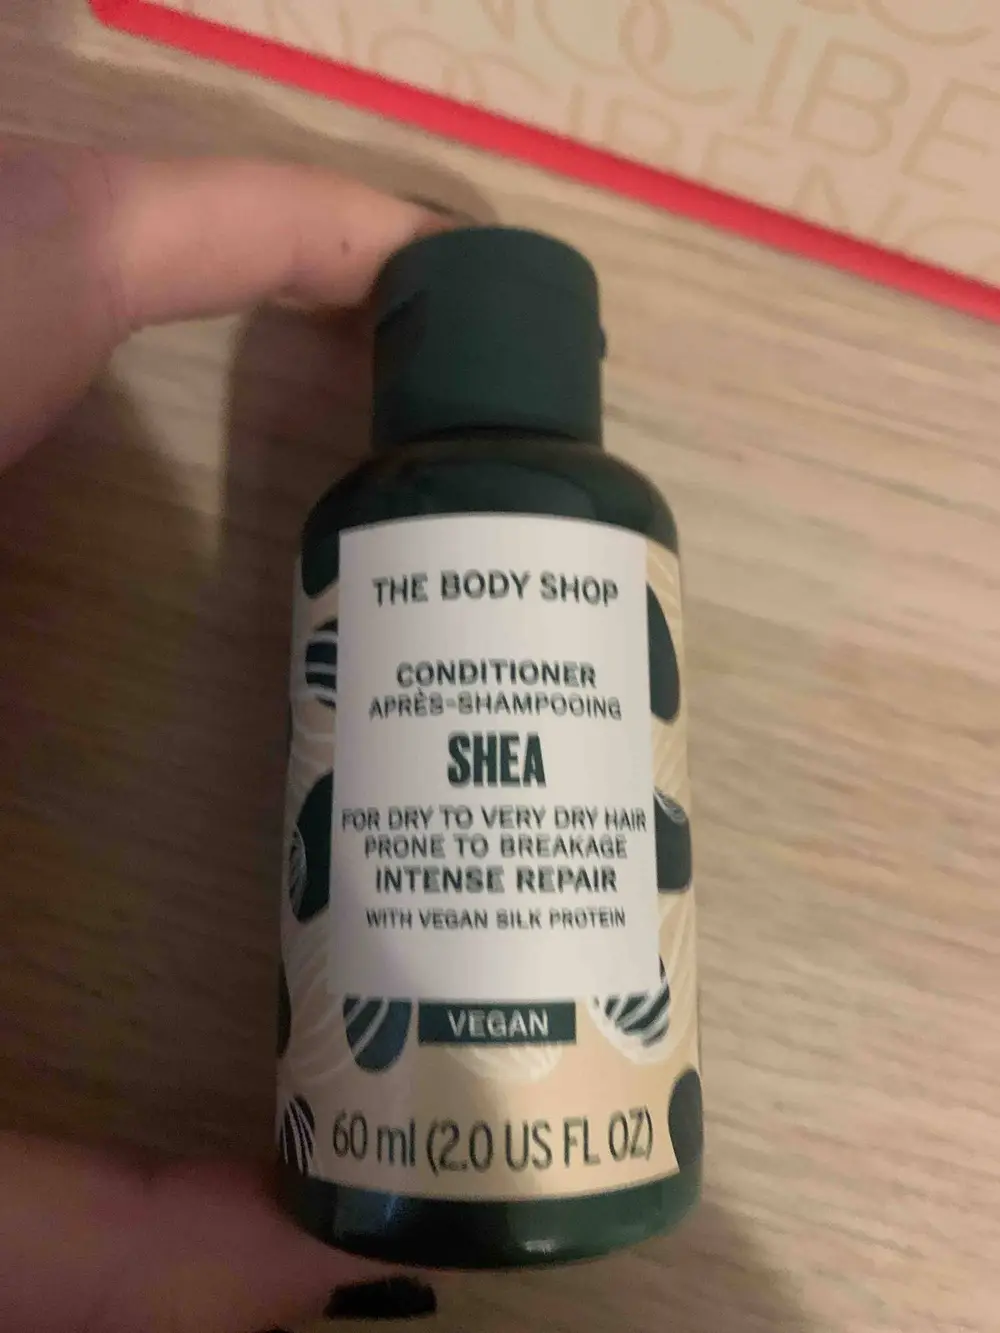 NOCIBE
THE BODY SHOP
CONDITIONER
APRÈS-SHAMPOOING
SHEA
FOR DRY TO VERY DRY HAIR
PRONE TO BREAKAGE
INTENSE REPAIR
WITH VEGAN SILK PROTEIN
VEGAN
60 ml (2.0 US FL OZ)